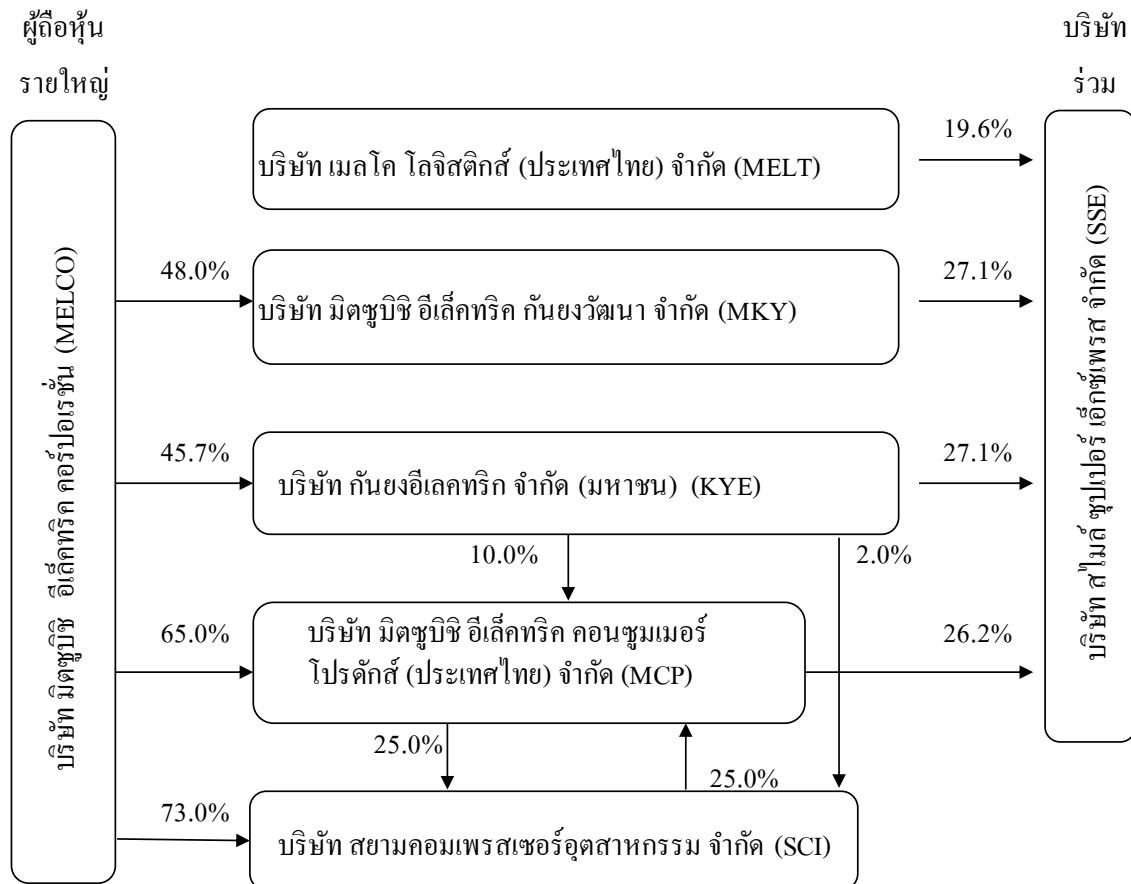 ผู้ถือหุ้น
รายใหญ่
บริษัท
ร่วม
บริษัท มิตซูบิชิ อีเล็คทริค คอร์ปอเรชั่น (MELCO)
บริษัท เมลโค โลจิสติกส์ (ประเทศไทย) จำกัด (MELT)
19.6%
48.0%
บริษัท มิตซูบิชิ อีเล็คทริค กันยงวัฒนา จำกัด (MKY)
27.1%
45.7%
บริษัท กันยงอีเลคทริก จำกัด (มหาชน) (KYE)
27.1%
10.0%
2.0%
65.0%
บริษัท มิตซูบิชิ อีเล็คทริค คอนซูมเมอร์
โปรดักส์ (ประเทศไทย) จำกัด (MCP)
26.2%
25.0%
25.0%
73.0%
บริษัท สยามคอมเพรสเซอร์อุตสาหกรรม จำกัด (SCI)
บริษัท สไมล์ ซุปเปอร์ เอ็กซ์เพรส จำกัด (SSE)